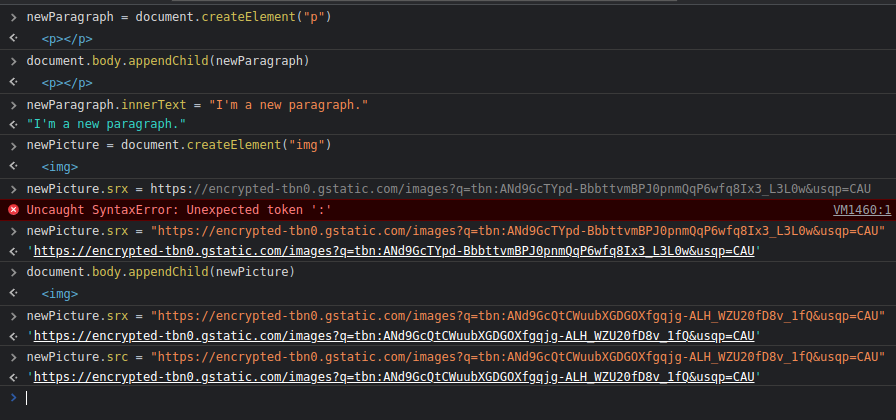 newParagraph = document.createElement("p")
<p></p>
document.body.appendChild(newParagraph)
<p></p>
newParagraph.innerText = "I'm a new paragraph."
"I'm a new paragraph."
newPicture = document.createElement("img")
<img>
newPicture.srx = https://encrypted-tbn0.gstatic.com/images?q=tbn:ANd9GcTYpd-BbbttvmBPJ0pnmQqP6wfq8Ix3_L3L0w&usqp=CAU
Uncaught SyntaxError: Unexpected token ':' VM1460:1
newPicture.srx = "https://encrypted-tbn0.gstatic.com/images?q=tbn:ANd9GcTYpd-BbbttvmBPJ0pnmQqP6wfq8Ix3_L3L0w&usqp=CAU"
'https://encrypted-tbn0.gstatic.com/images?q=tbn:ANd9GcTYpd-BbbttvmBPJ0pnmQqP6wfq8Ix3_L3L0w&usqp=CAU'
document.body.appendChild(newPicture)
<img>
newPicture.srx = "https://encrypted-tbn0.gstatic.com/images?q=tbn:ANd9GcQtCWuubXGDGOXfgqjg-ALH_WZU20fD8v_1fQ&usqp=CAU"
'https://encrypted-tbn0.gstatic.com/images?q=tbn:ANd9GcQtCWuubXGDGOXfgqjg-ALH_WZU20fD8v_1fQ&usqp=CAU'
newPicture.src = "https://encrypted-tbn0.gstatic.com/images?q=tbn:ANd9GcQtCWuubXGDGOXfgqjg-ALH_WZU20fD8v_1fQ&usqp=CAU"
'https://encrypted-tbn0.gstatic.com/images?q=tbn:ANd9GcQtCWuubXGDGOXfgqjg-ALH_WZU20fD8v_1fQ&usqp=CAU'